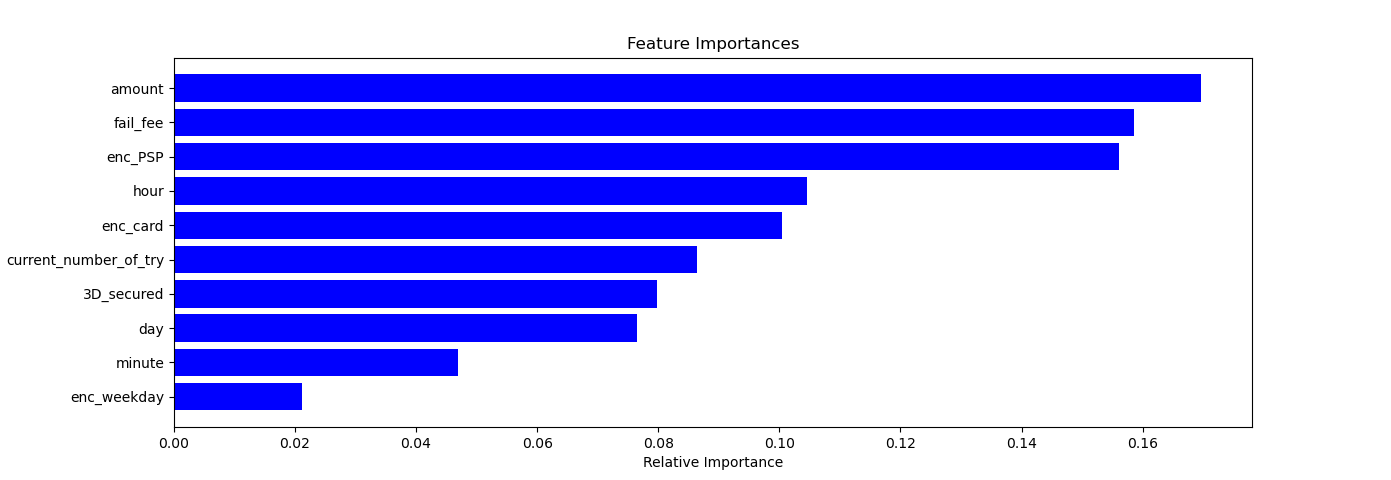 Feature Importances
amount
fail_fee
enc_PSP
hour
enc_card
current_number_of_try
3D_secured
day
minute
enc_weekday
0.00 0.02 0.04 0.06 0.08 0.10 0.12 0.14 0.16
Relative Importance